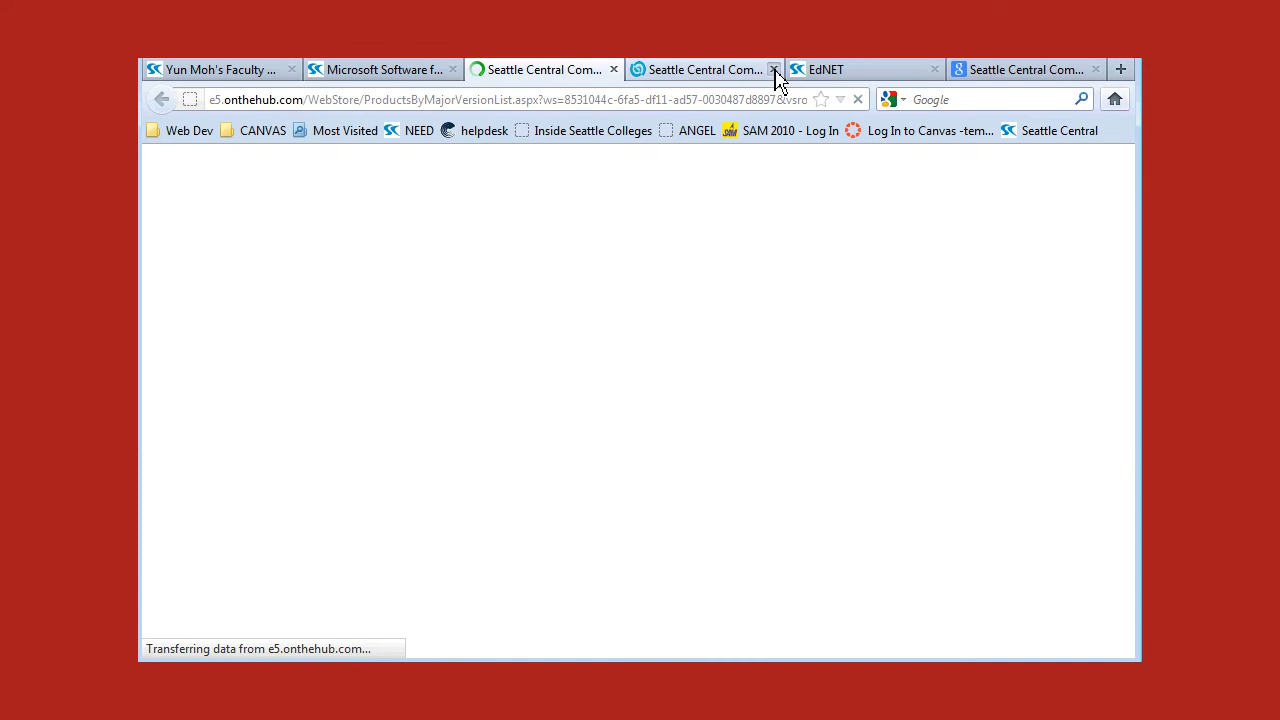 Yun Moh's Faculty ... Microsoft Software f... Seattle Central Com... Seattle Central Com... EdNET Seattle Central Com...
e5.onthehub.com/WebStore/ProductsByMajorVersionList.aspx?ws=8531044c-6fa5-df11-ad57-0030487d8897&vsro Google
Web Dev CANVAS Most Visited NEED helpdesk Inside Seattle Colleges ANGEL SAM 2010 - Log In Log In to Canvas -tem... Seattle Central
Transferring data from e5.onthehub.com...